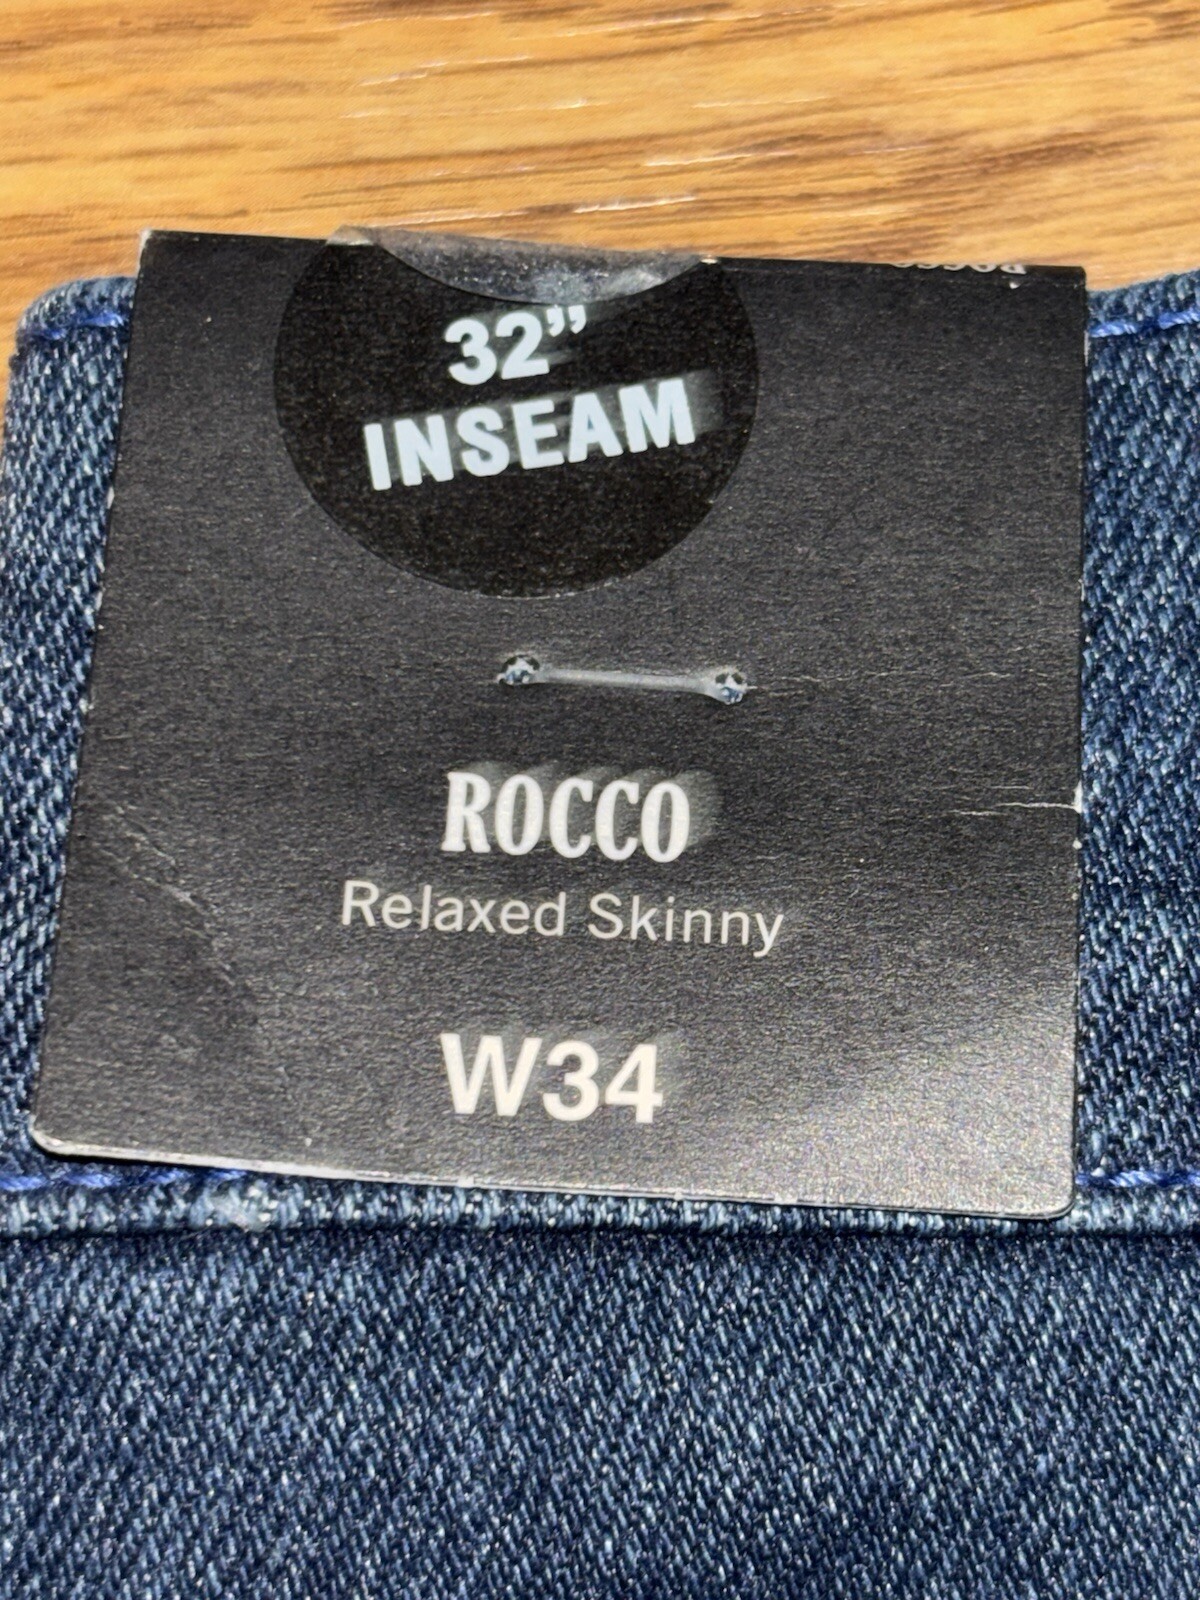 32”
INSEAM
ROCCO
Relaxed Skinny
W34